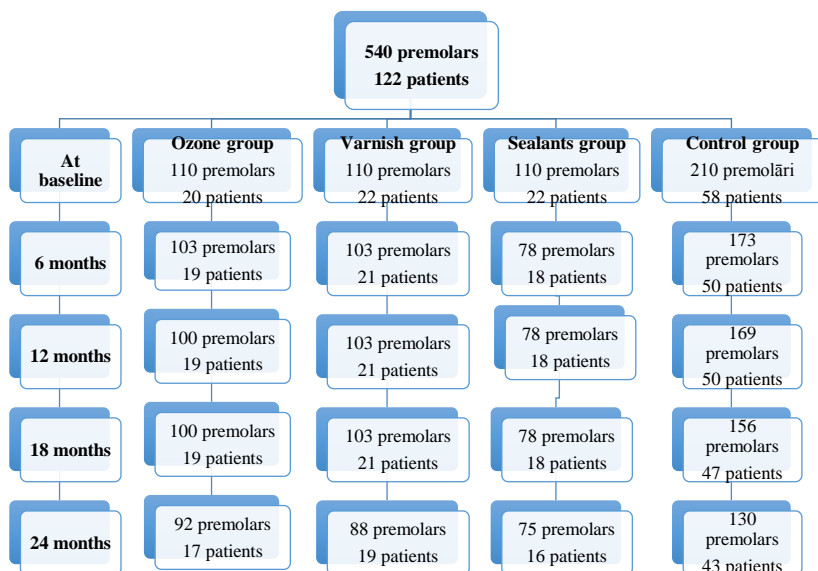 540 premolars
122 patients
At
baseline
Ozone group
110 premolars
20 patients
Varnish group
110 premolars
22 patients
Sealants group
110 premolars
22 patients
Control group
210 premolāri
58 patients
6 months
103 premolars
19 patients
103 premolars
21 patients
78 premolars
18 patients
173
premolars
50 patients
12 months
100 premolars
19 patients
103 premolars
21 patients
78 premolars
18 patients
169
premolars
50 patients
18 months
100 premolars
19 patients
103 premolars
21 patients
78 premolars
18 patients
156
premolars
47 patients
24 months
92 premolars
17 patients
88 premolars
19 patients
75 premolars
16 patients
130
premolars
43 patients